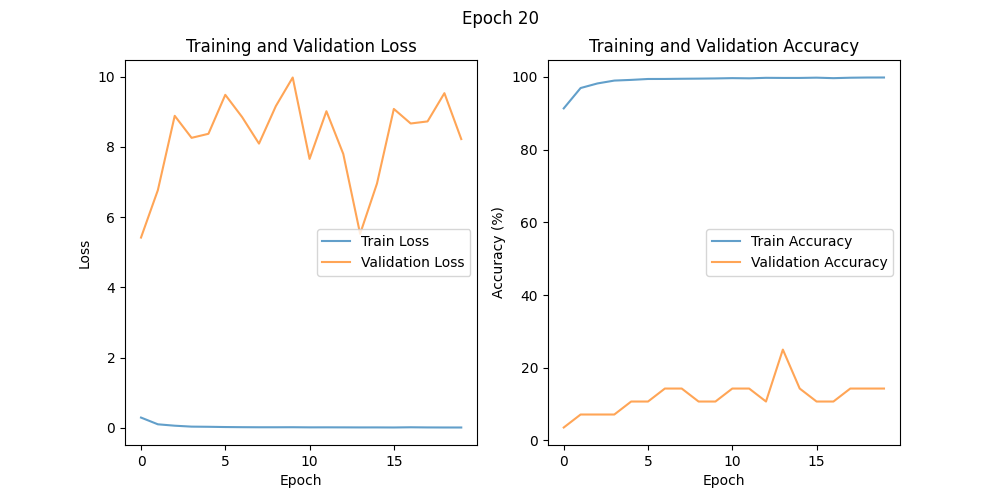 Epoch 20
Training and Validation Loss
10
8
6
4
2
0
Loss
0 5 10 15
Epoch
Train Loss
Validation Loss
Training and Validation Accuracy
100
80
60
40
20
0
Accuracy (%)
0 5 10 15
Epoch
Train Accuracy
Validation Accuracy